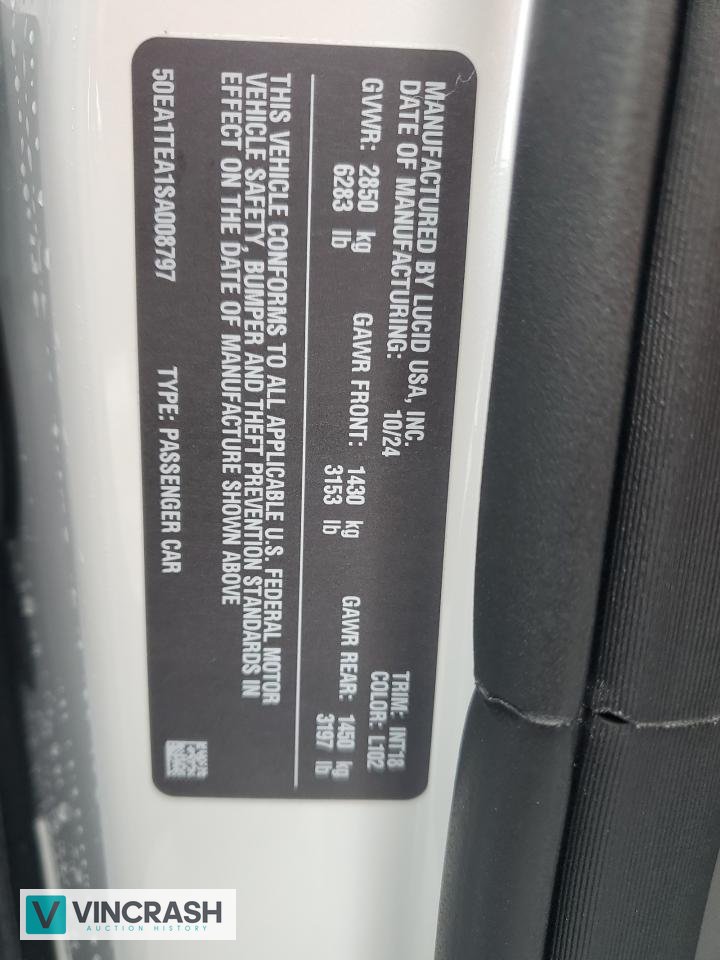 MANUFACTURED BY LUCID USA, INC. TRIM: INT18
DATE OF MANUFACTURING: 10/24 COLOR: L102
GVWR: 2850 kg GAWR FRONT: 1430 kg GAWR REAR: 1450 kg
6283 lb 3153 lb 3197 lb
THIS VEHICLE CONFORMS TO ALL APPLICABLE U.S. FEDERAL MOTOR
VEHICLE SAFETY, BUMPER AND THEFT PREVENTION STANDARDS IN
EFFECT ON THE DATE OF MANUFACTURE SHOWN ABOVE
50EA1TEA1SA008797 TYPE: PASSENGER CAR
V VINCRASH
AUCTION HISTORY